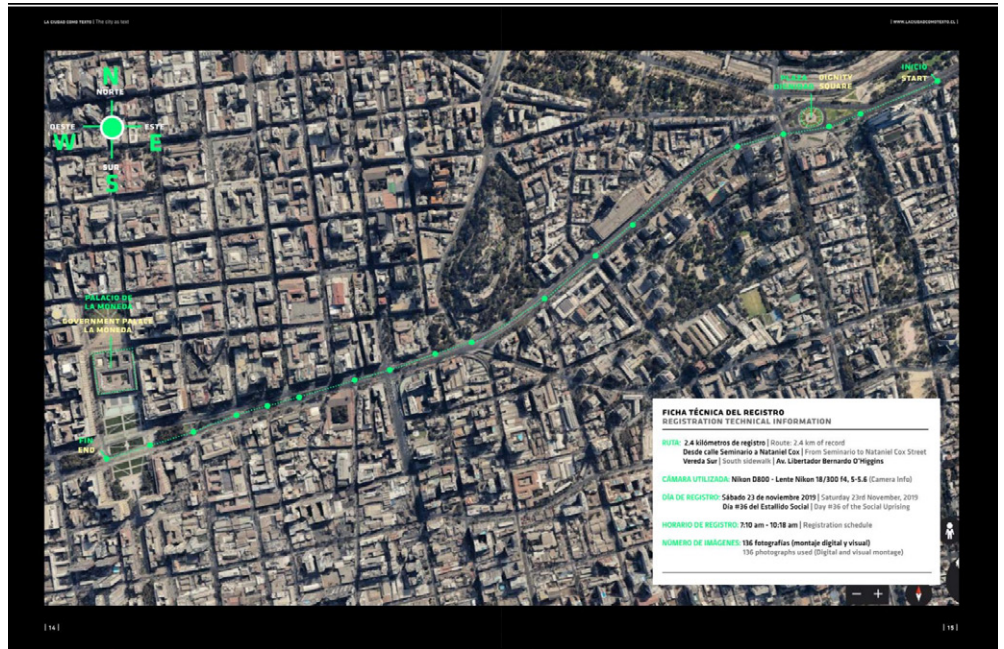 LA CIUDAD COMO TEXTO | The city as text
| WWW.LACIUDADCOMOTEXTO.CL |
N
NORTE
OESTE
W
ESTE
E
SUR
S
INICIO
START
PLAZA
DIGNITY
SQUARE
PALACIO DE
LA MONEDA
GOVERNMENT PALACE
LA MONEDA
FIN
END
FICHA TÉCNICA DEL REGISTRO
REGISTRATION TECHNICAL INFORMATION
RUTA: 2.4 kilómetros de registro | Route: 2.4 km of record
Desde calle Seminario a Nataniel Cox | From Seminario to Nataniel Cox Street
Vereda Sur | South sidewalk | Av. Libertador Bernardo O'Higgins
CÁMARA UTILIZADA: Nikon D800 - Lente Nikon 18/300 f4, 5-5.6 (Camera Info)
DÍA DE REGISTRO: Sábado 23 de noviembre 2019 | Saturday 23rd November, 2019
Día #36 del Estallido Social | Day #36 of the Social Uprising
HORARIO DE REGISTRO: 7:10 am - 10:18 am | Registration schedule
NÚMERO DE IMÁGENES: 136 fotografías (montaje digital y visual)
136 photographs used (Digital and visual montage)
| 14 |
| 15 |